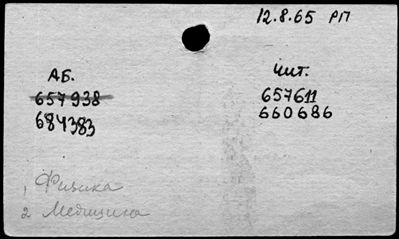 12.8.65 РП
АБ.
657938
684383
Чит.
657611
660686
1, Физика
2 Медицина